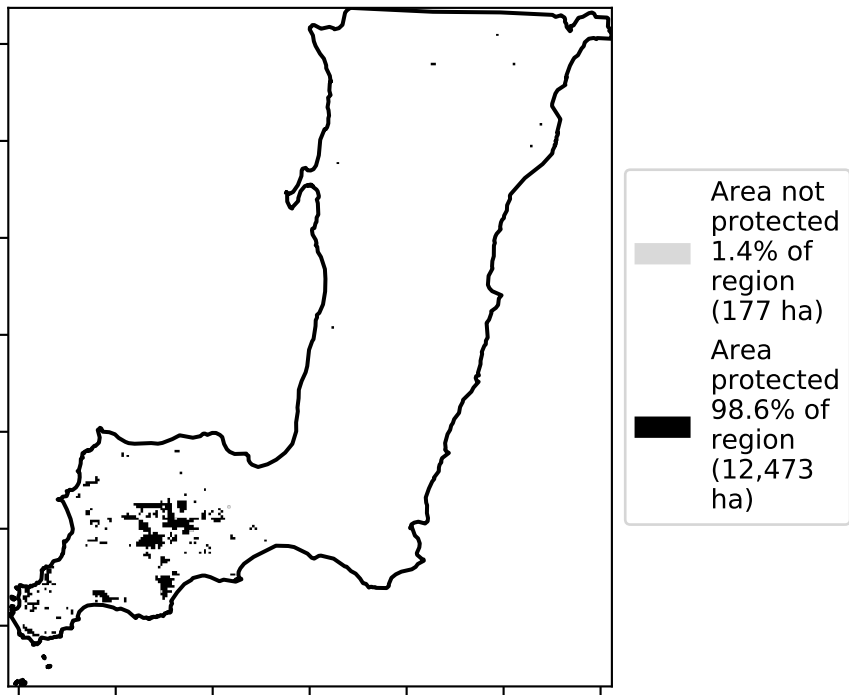 Area not
protected
1.4% of
region
(177 ha)
Area
protected
98.6% of
region
(12,473
ha)